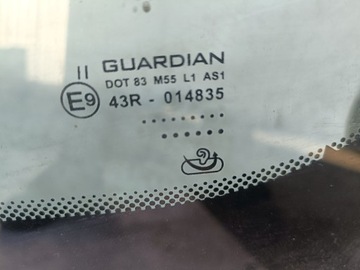 II GUARDIAN
DOT 83 M55 L1 AS1
E9 43R - 014835